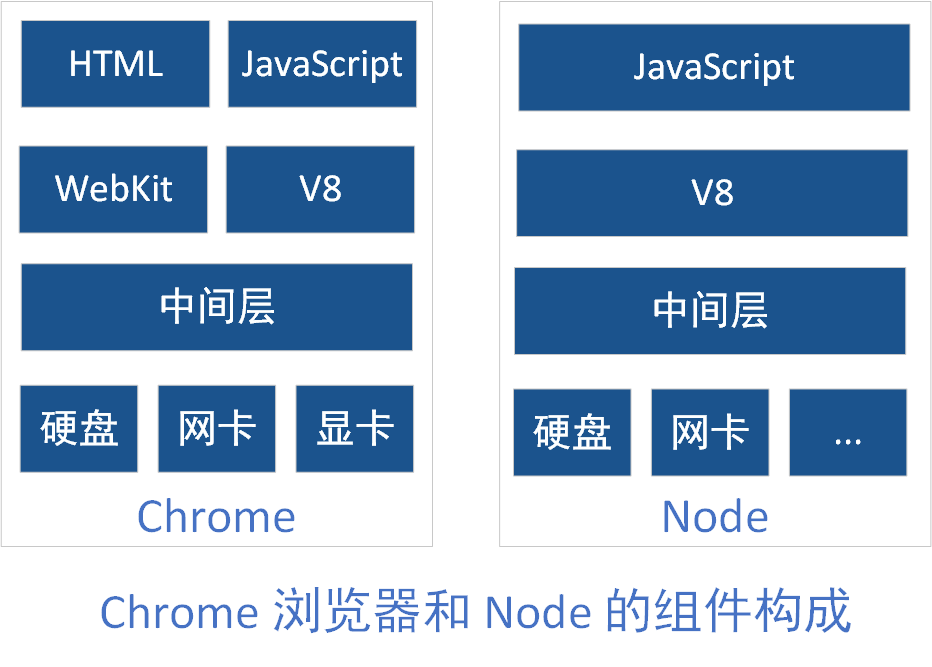 HTML JavaScript
WebKit V8
中间层
硬盘 网卡 显卡
Chrome
JavaScript
V8
中间层
硬盘 网卡 ...
Node
Chrome 浏览器和 Node 的组件构成